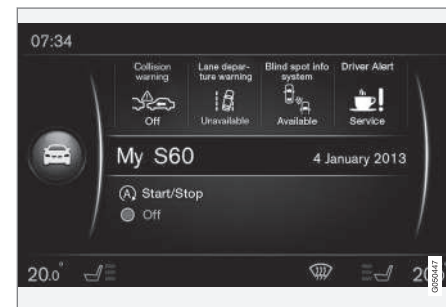 07:34
Collision warning
Off
Lane depar-
ture warning
Unavailable
Blind spot info
system
Available
Driver Alert
Service
My S60
4 January 2013
Start/Stop
Off
20.0°
G050447